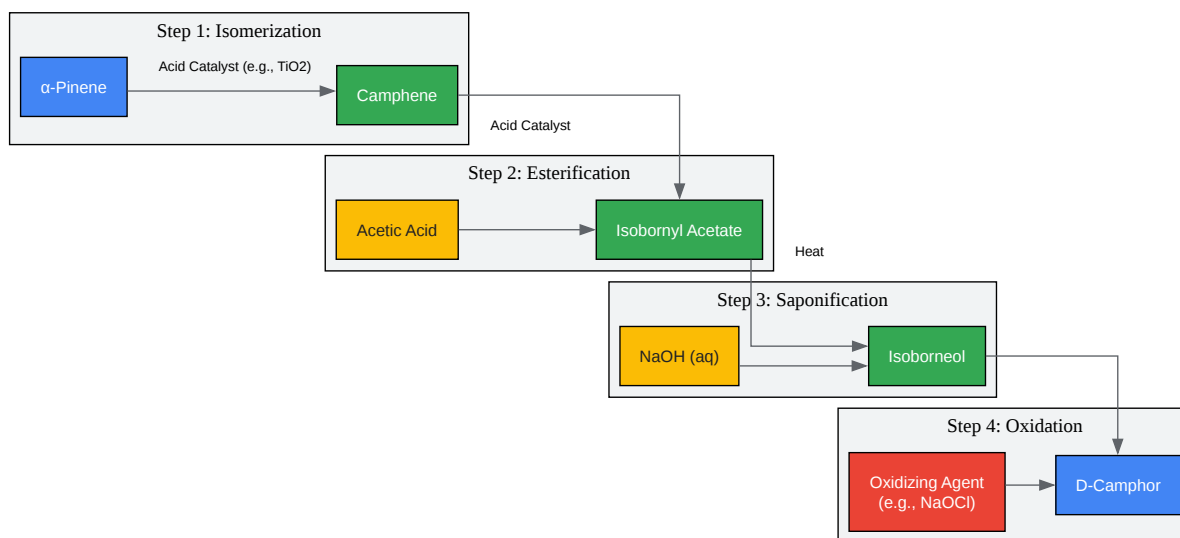 Step 1: Isomerization
α-Pinene
Acid Catalyst (e.g., TiO2)
Camphene
Acid Catalyst
Step 2: Esterification
Acetic Acid
Isobornyl Acetate
Heat
Step 3: Saponification
NaOH (aq)
Isoborneol
Step 4: Oxidation
Oxidizing Agent
(e.g., NaOCl)
D-Camphor